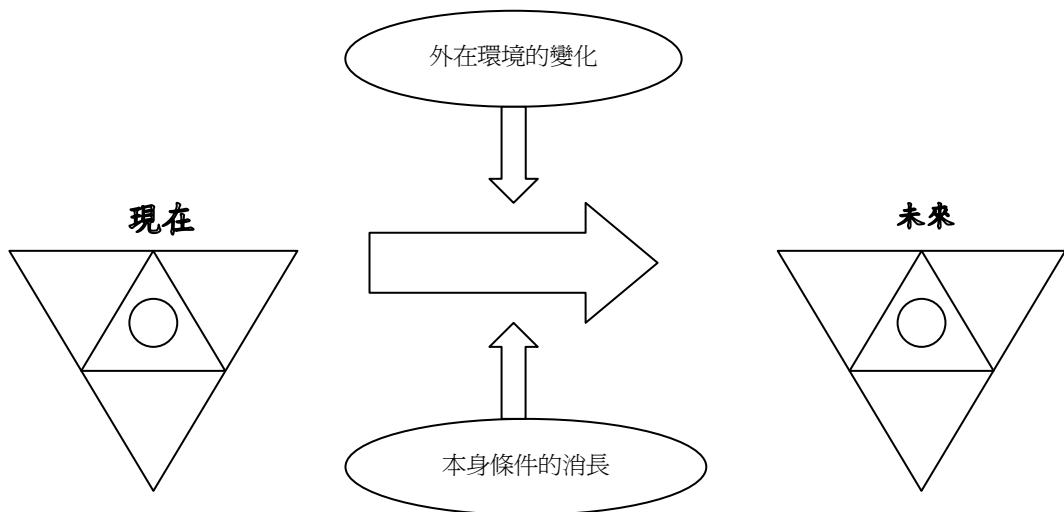 外在環境的變化
現在
未來
本身條件的消長